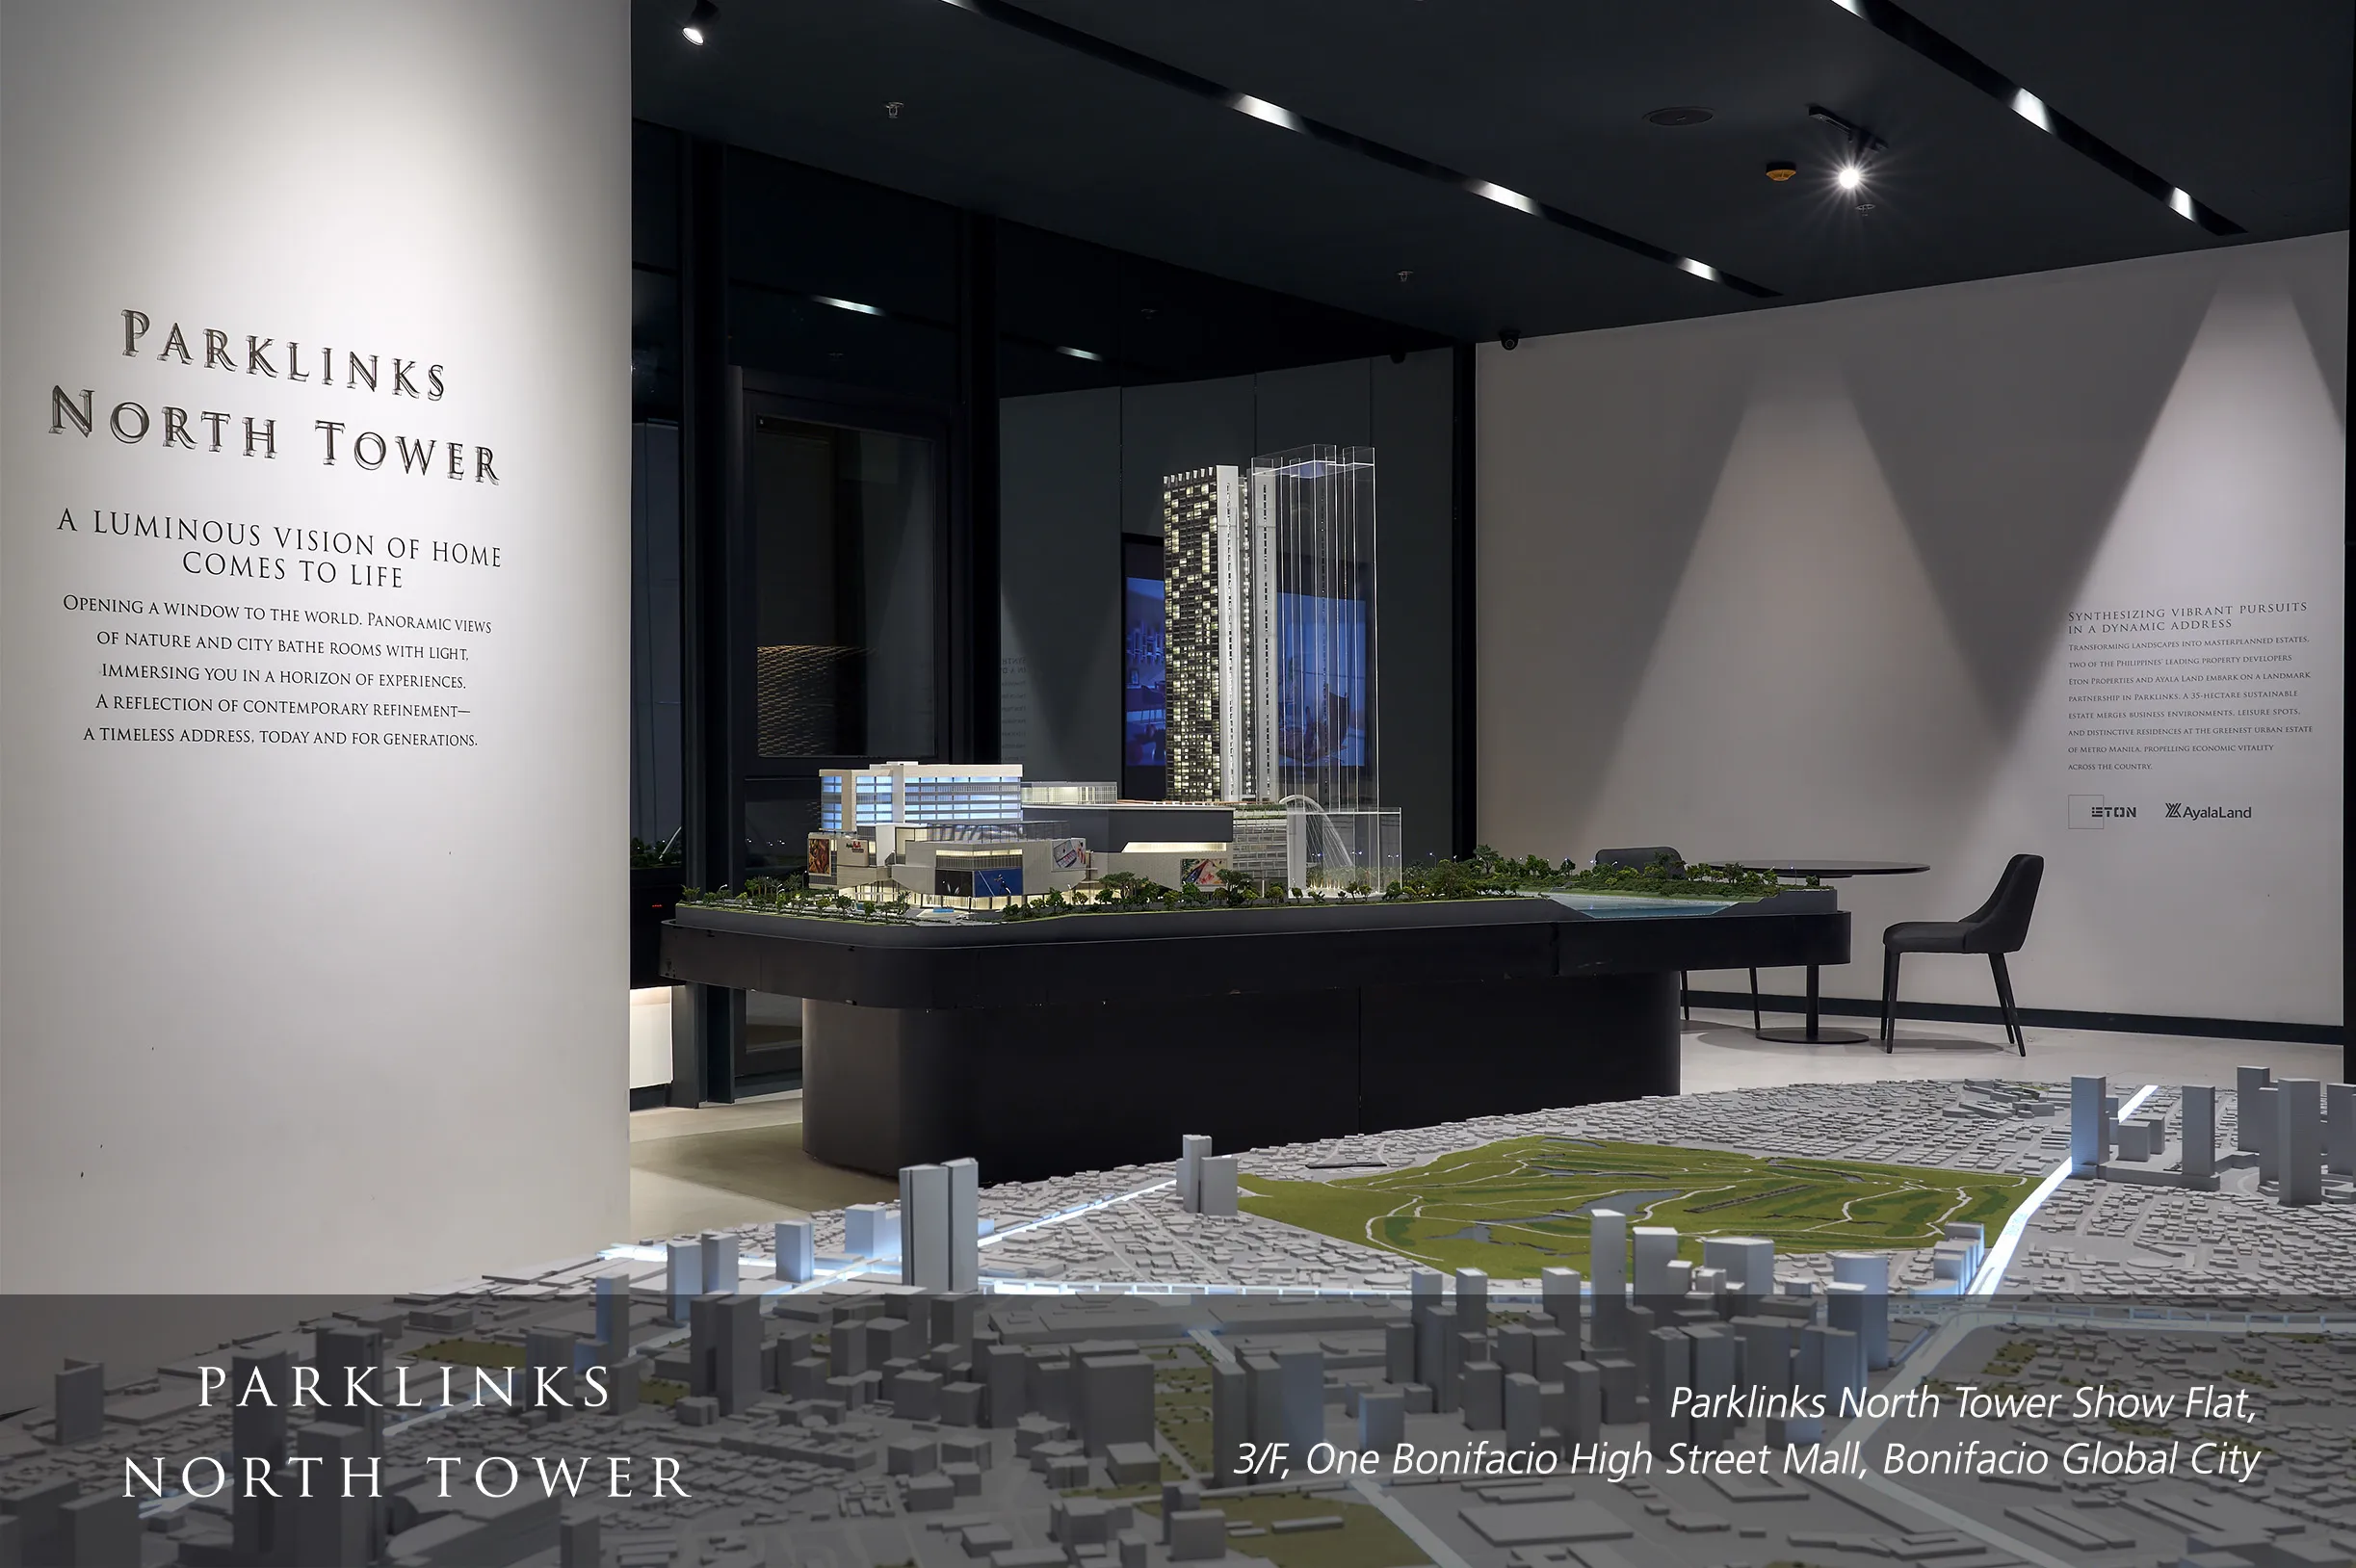 PARKLINKS
NORTH TOWER
A LUMINOUS VISION OF HOME
COMES TO LIFE
OPENING A WINDOW TO THE WORLD. PANORAMIC VIEWS
OF NATURE AND CITY BATHE ROOMS WITH LIGHT,
IMMERSING YOU IN A HORIZON OF EXPERIENCES.
A REFLECTION OF CONTEMPORARY REFINEMENT—
A TIMELESS ADDRESS, TODAY AND FOR GENERATIONS.
SYNTHESIZING VIBRANT PURSUITS
IN A DYNAMIC ADDRESS
TRANSFORMING LANDSCAPES INTO MASTERPLANNED ESTATES,
TWO OF THE PHILIPPINES' LEADING PROPERTY DEVELOPERS
ETON PROPERTIES AND AYALA LAND EMBARK ON A LANDMARK
PARTNERSHIP IN PARKLINKS. A 35-HECTARE SUSTAINABLE
ESTATE MERGES BUSINESS ENVIRONMENTS, LEISURE SPOTS,
AND DISTINCTIVE RESIDENCES AT THE GREENEST URBAN ESTATE
OF METRO MANILA, PROPELLING ECONOMIC VITALITY
ACROSS THE COUNTRY.
ETON AyalaLand
PARKLINKS
NORTH TOWER
Parklinks North Tower Show Flat,
3/F, One Bonifacio High Street Mall, Bonifacio Global City